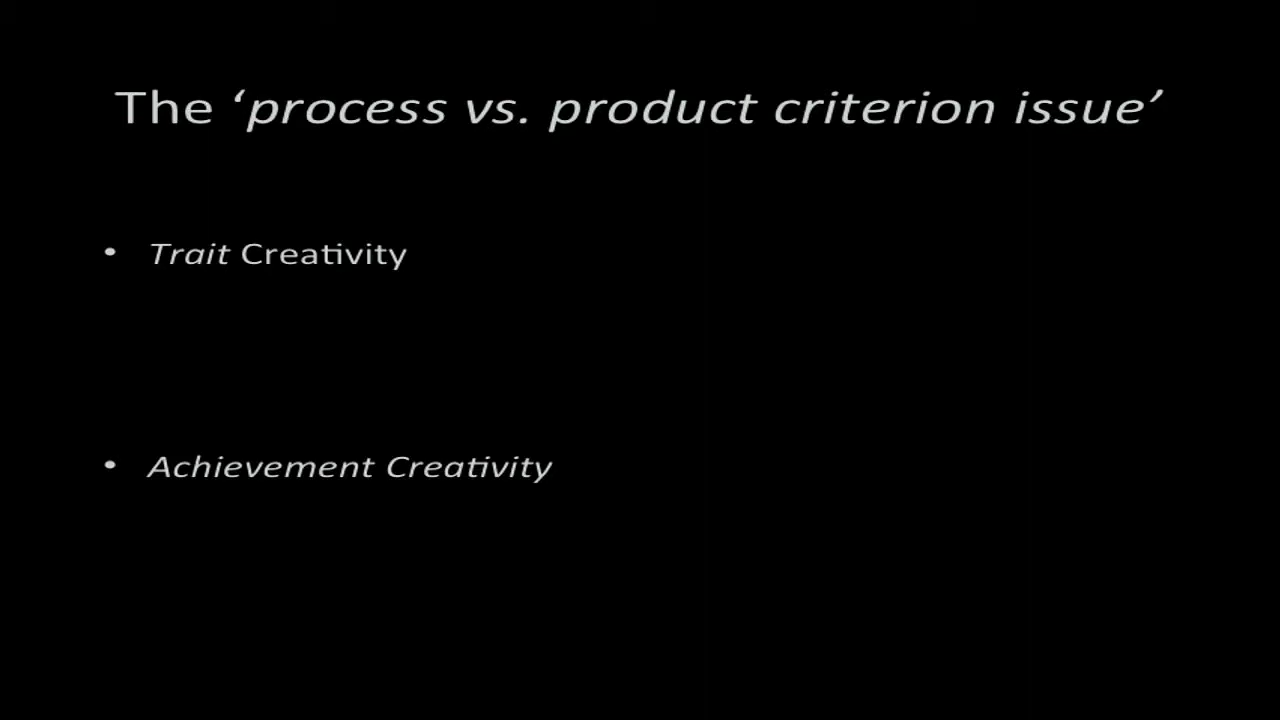 The ‘process vs. product criterion issue’
• Trait Creativity
• Achievement Creativity